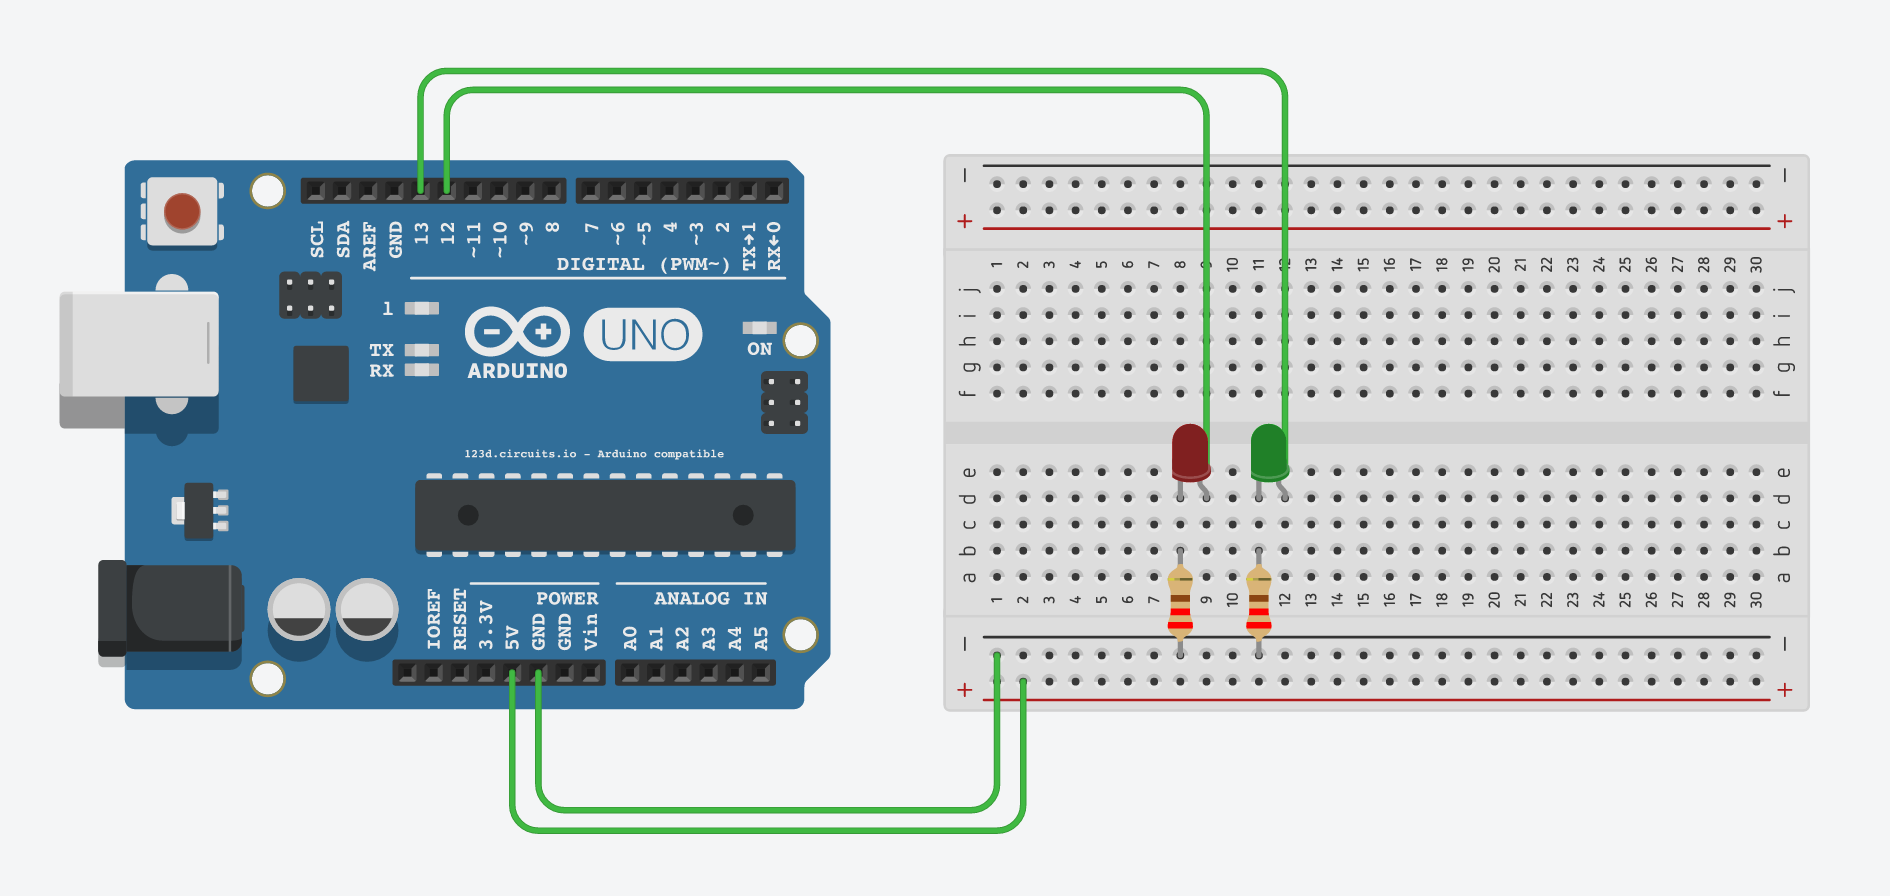 SCL SDA AREF GND 13 12 ~11 ~10 ~9 8 7 ~6 ~5 4 ~3 2 TX→1 RX←0
DIGITAL (PWM~)
l
TX
RX
ARDUINO
UNO
ON
123d.circuits.io - Arduino compatible
POWER
ANALOG IN
IOREF RESET 3.3V 5V GND GND Vin A0 A1 A2 A3 A4 A5
− −
+ +
1 2 3 4 5 6 7 8 9 10 11 12 13 14 15 16 17 18 19 20 21 22 23 24 25 26 27 28 29 30
j j
i i
h h
g g
f f
e e
d d
c c
b b
a a
1 2 3 4 5 6 7 9 10 12 13 14 15 16 17 18 19 20 21 22 23 24 25 26 27 28 29 30
− −
+ +